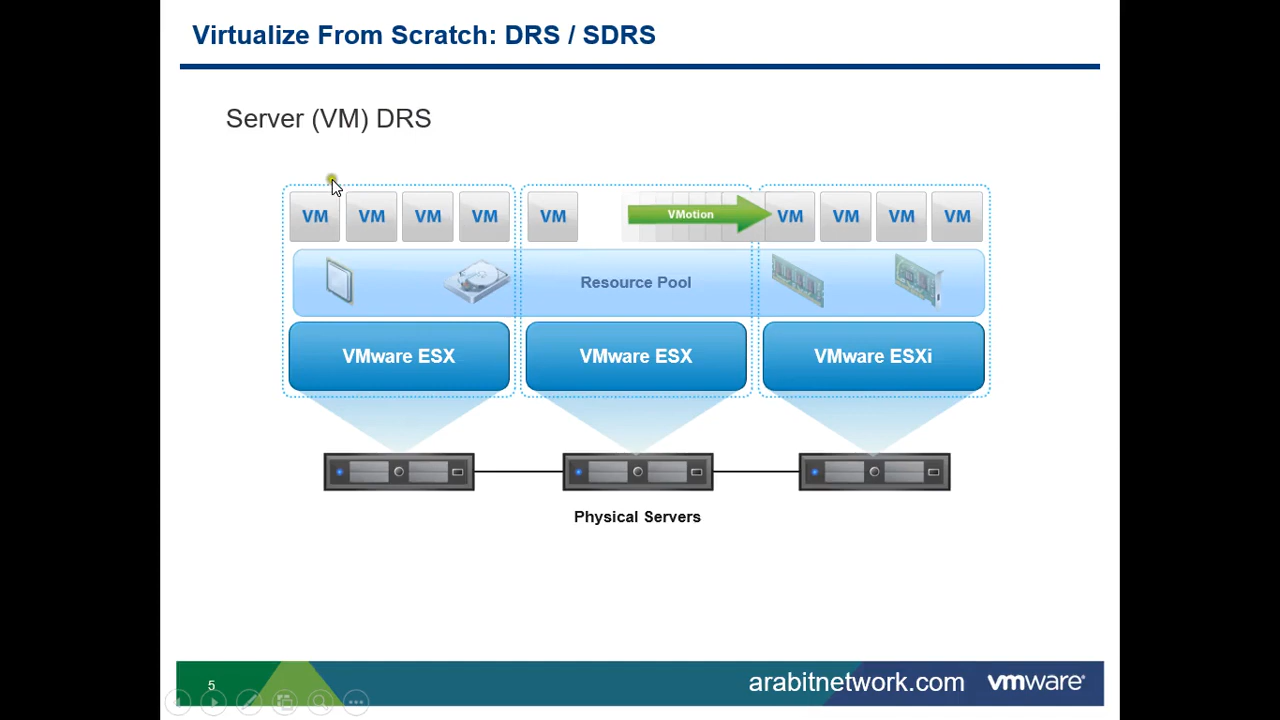 Virtualize From Scratch: DRS / SDRS
Server (VM) DRS
VM VM VM VM VM VMotion VM VM VM VM
Resource Pool
VMware ESX VMware ESX VMware ESXi
Physical Servers
5 arabitnetwork.com vmware®